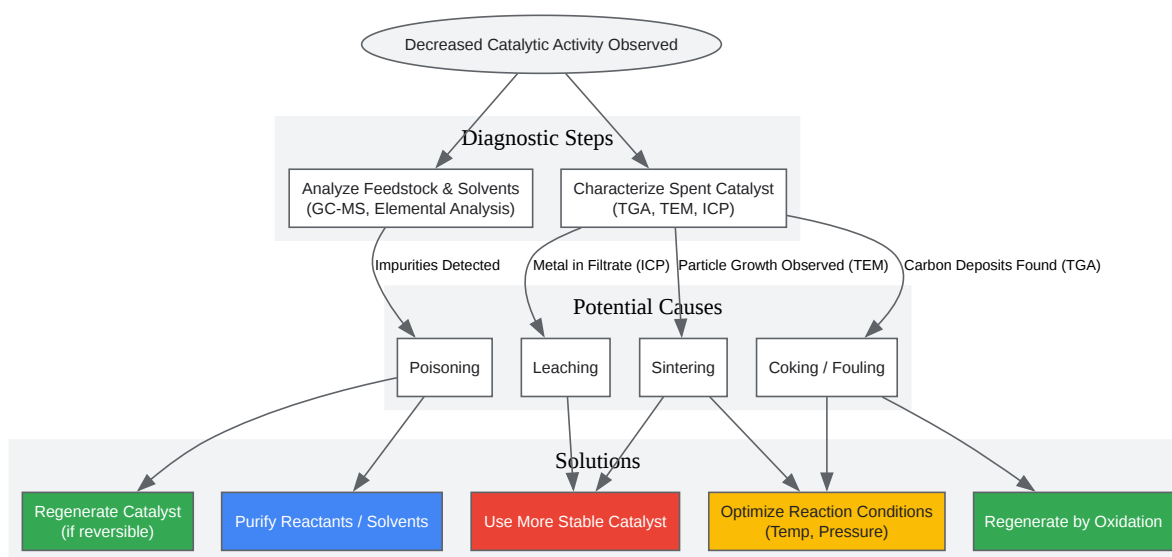 Decreased Catalytic Activity Observed
Diagnostic Steps
Analyze Feedstock & Solvents
(GC-MS, Elemental Analysis)
Characterize Spent Catalyst
(TGA, TEM, ICP)
Impurities Detected
Metal in Filtrate (ICP)
Particle Growth Observed (TEM)
Carbon Deposits Found (TGA)
Potential Causes
Poisoning
Leaching
Sintering
Coking / Fouling
Solutions
Regenerate Catalyst
(if reversible)
Purify Reactants / Solvents
Use More Stable Catalyst
Optimize Reaction Conditions
(Temp, Pressure)
Regenerate by Oxidation